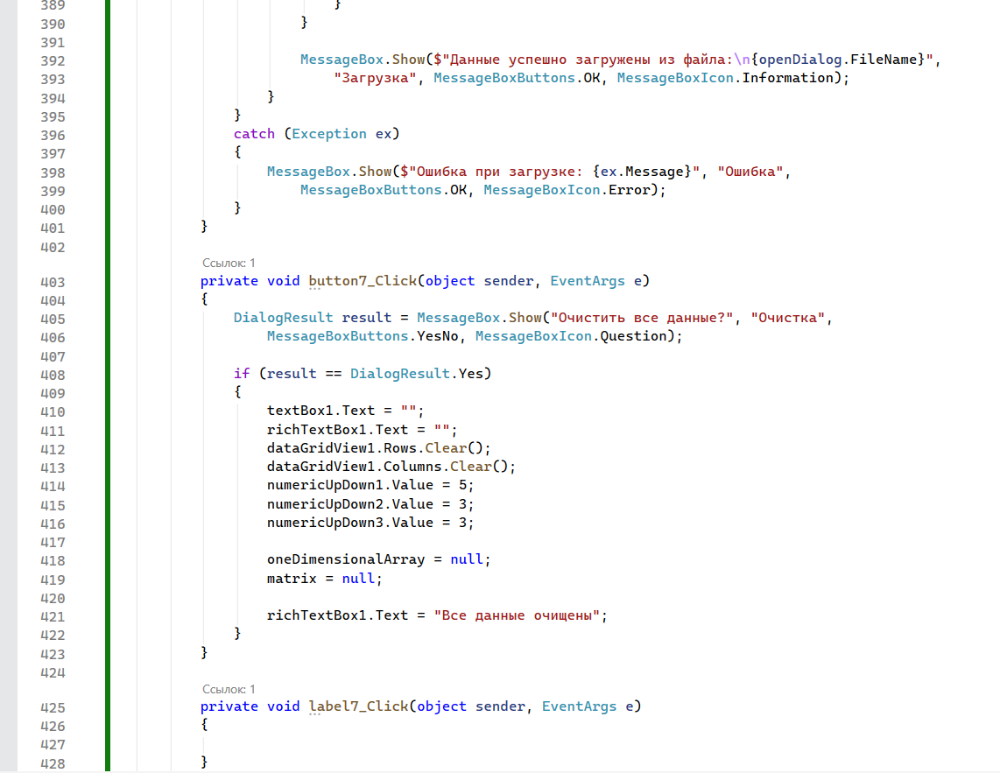 389                                 }
390                             }
391
392                             MessageBox.Show($"Данные успешно загружены из файла:\n{openDialog.FileName}",
393                                 "Загрузка", MessageBoxButtons.OK, MessageBoxIcon.Information);
394                         }
395                     }
396                     catch (Exception ex)
397                     {
398                         MessageBox.Show($"Ошибка при загрузке: {ex.Message}", "Ошибка",
399                             MessageBoxButtons.OK, MessageBoxIcon.Error);
400                     }
401                 }
402
Ссылок: 1
403                 private void button7_Click(object sender, EventArgs e)
404                 {
405                     DialogResult result = MessageBox.Show("Очистить все данные?", "Очистка",
406                         MessageBoxButtons.YesNo, MessageBoxIcon.Question);
407
408                     if (result == DialogResult.Yes)
409                     {
410                         textBox1.Text = "";
411                         richTextBox1.Text = "";
412                         dataGridView1.Rows.Clear();
413                         dataGridView1.Columns.Clear();
414                         numericUpDown1.Value = 5;
415                         numericUpDown2.Value = 3;
416                         numericUpDown3.Value = 3;
417
418                         oneDimensionalArray = null;
419                         matrix = null;
420
421                         richTextBox1.Text = "Все данные очищены";
422                     }
423                 }
424
Ссылок: 1
425                 private void label7_Click(object sender, EventArgs e)
426                 {
427
428                 }